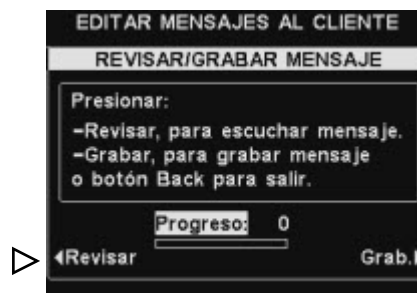 EDITAR MENSAJES AL CLIENTE
REVISAR/GRABAR MENSAJE
Presionar:
-Revisar, para escuchar mensaje.
-Grabar, para grabar mensaje
o botón Back para salir.
Progreso: 0
Revisar Grab.